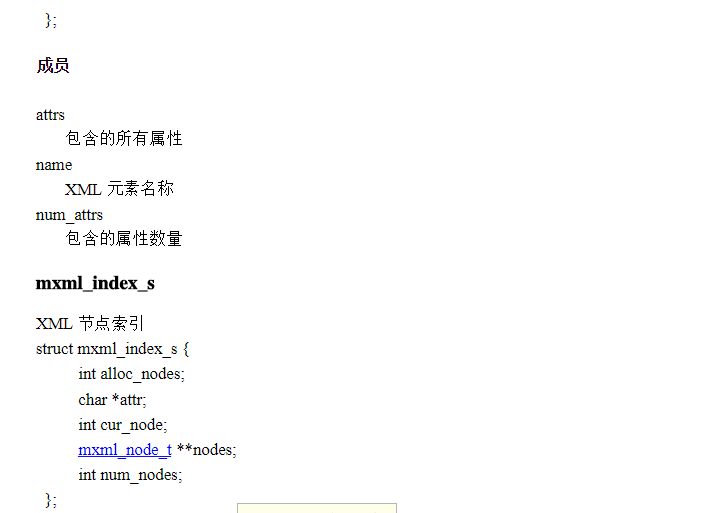 };
成员
attrs
包含的所有属性
name
XML 元素名称
num_attrs
包含的属性数量
mxml_index_s
XML 节点索引
struct mxml_index_s {
int alloc_nodes;
char *attr;
int cur_node;
mxml_node_t **nodes;
int num_nodes;
};